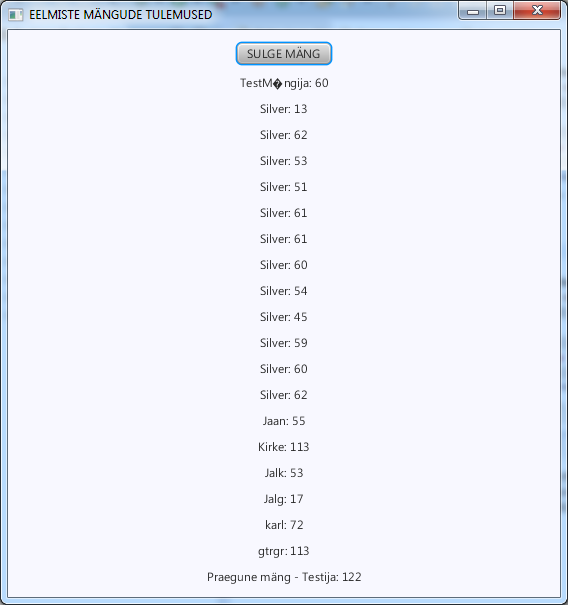 EELMISTE MÄNGUDE TULEMUSED
SULGE MÄNG
TestM�ngija: 60
Silver: 13
Silver: 62
Silver: 53
Silver: 51
Silver: 61
Silver: 61
Silver: 60
Silver: 54
Silver: 45
Silver: 59
Silver: 60
Silver: 62
Jaan: 55
Kirke: 113
Jalk: 53
Jalg: 17
karl: 72
gtrgr: 113
Praegune mäng - Testija: 122